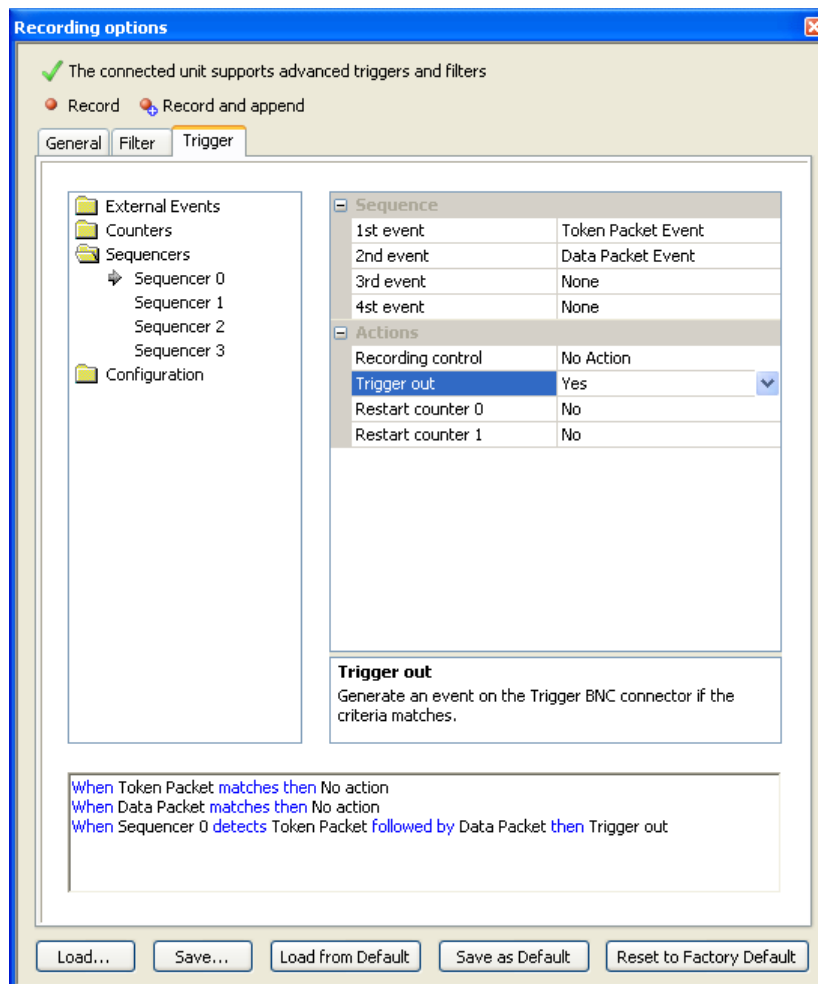 Recording options
The connected unit supports advanced triggers and filters
Record Record and append
General Filter Trigger
External Events
Counters
Sequencers
Sequencer 0
Sequencer 1
Sequencer 2
Sequencer 3
Configuration
Sequence
1st event Token Packet Event
2nd event Data Packet Event
3rd event None
4st event None
Actions
Recording control No Action
Trigger out Yes
Restart counter 0 No
Restart counter 1 No
Trigger out
Generate an event on the Trigger BNC connector if the
criteria matches.
When Token Packet matches then No action
When Data Packet matches then No action
When Sequencer 0 detects Token Packet followed by Data Packet then Trigger out
Load... Save... Load from Default Save as Default Reset to Factory Default